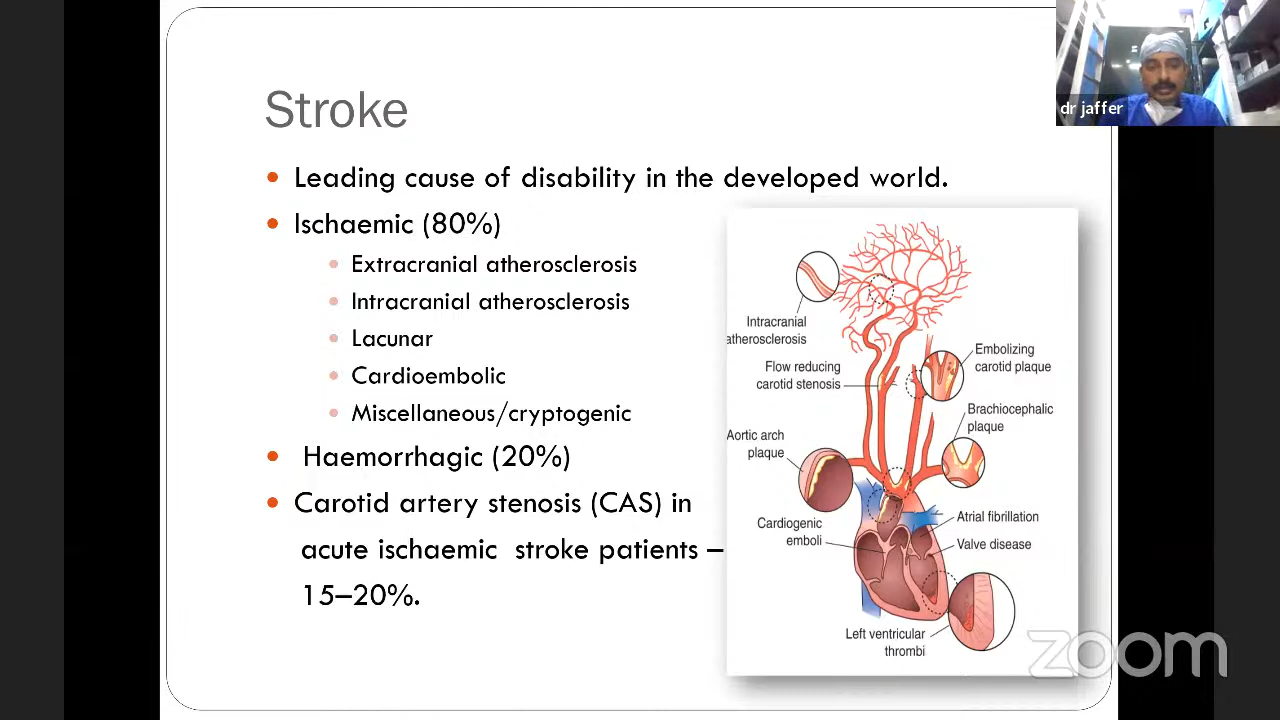 Stroke
Leading cause of disability in the developed world.
Ischaemic (80%)
Extracranial atherosclerosis
Intracranial atherosclerosis
Lacunar
Cardioembolic
Miscellaneous/cryptogenic
Haemorrhagic (20%)
Carotid artery stenosis (CAS) in
acute ischaemic stroke patients –
15–20%.
Intracranial
atherosclerosis
Flow reducing
carotid stenosis
Embolizing
carotid plaque
Brachiocephalic
plaque
Aortic arch
plaque
Cardiogenic
emboli
Atrial fibrillation
Valve disease
Left ventricular
thrombi
dr jaffer
zoom